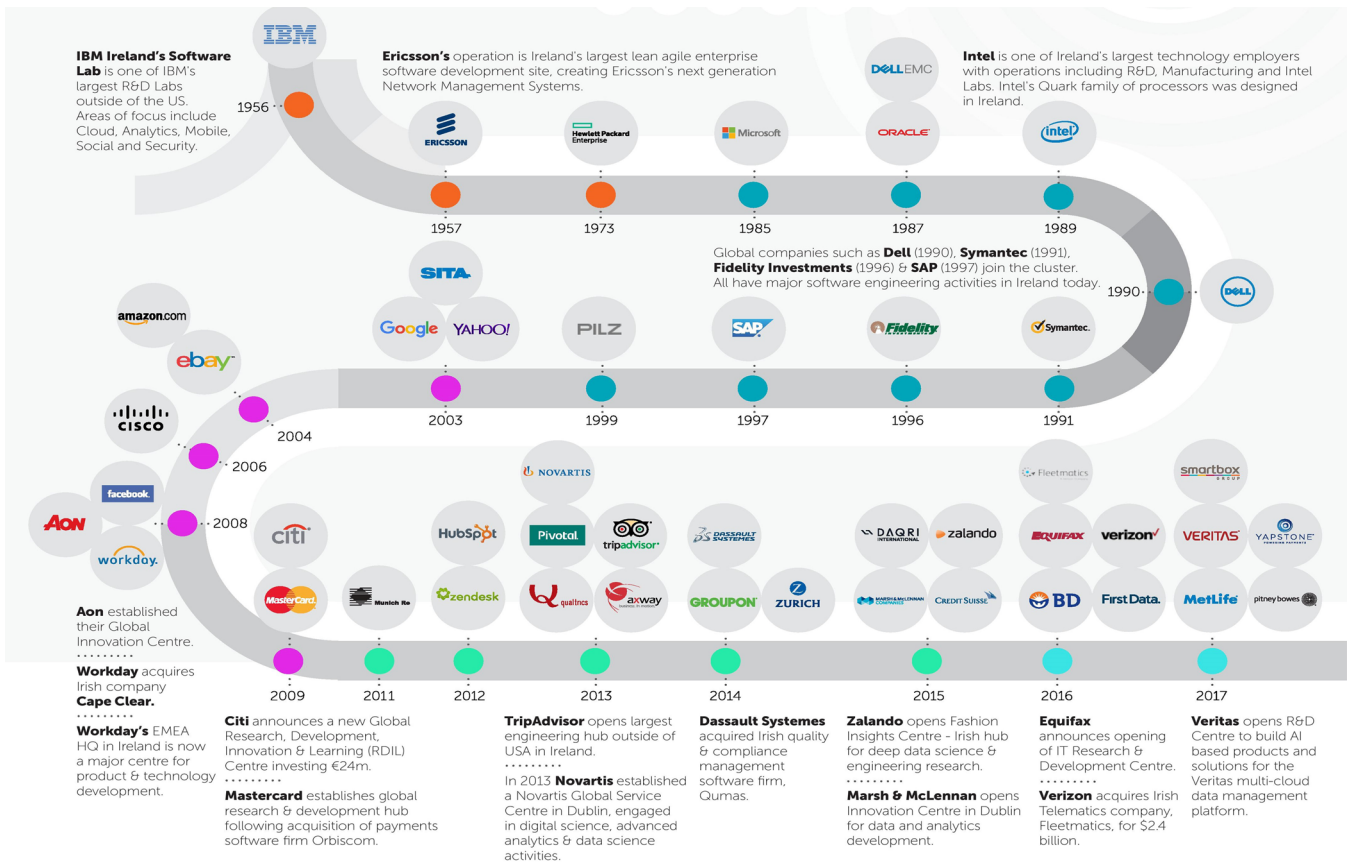 IBM
IBM Ireland's Software
Lab is one of IBM's
largest R&D Labs
outside of the US.
Areas of focus include
Cloud, Analytics, Mobile,
Social and Security.
1956
Ericsson's operation is Ireland's largest lean agile enterprise
software development site, creating Ericsson's next generation
Network Management Systems.
DELLEMC
Intel is one of Ireland's largest technology employers
with operations including R&D, Manufacturing and Intel
Labs. Intel's Quark family of processors was designed
in Ireland.
ERICSSON
Hewlett Packard
Enterprise
Microsoft
ORACLE
intel
1957
1973
1985
1987
1989
Global companies such as Dell (1990), Symantec (1991),
Fidelity Investments (1996) & SAP (1997) join the cluster.
All have major software engineering activities in Ireland today.
1990
DELL
SITA
Google
YAHOO!
PILZ
SAP
Fidelity
INVESTMENTS
Symantec.
2003
1999
1997
1996
1991
amazon.com
ebay
2004
CISCO
2006
facebook.
AON
workday.
2008
citi
MasterCard
Munich Re
HubSpot
zendesk
NOVARTIS
Pivotal
tripadvisor
qualtrics
axway
DASSAULT
SYSTEMES
GROUPON
ZURICH
DAQRI
INTERNATIONAL
zalando
MARSH & MCLENNAN
COMPANIES
CREDIT SUISSE
Fleetmatics
EQUIFAX
verizon
BD
First Data.
smartbox
GROUP
VERITAS
YAPSTONE
POWERING PAYMENTS
MetLife
pitney bowes
2009
2011
2012
2013
2014
2015
2016
2017
Aon established
their Global
Innovation Centre.
Workday acquires
Irish company
Cape Clear.
Workday's EMEA
HQ in Ireland is now
a major centre for
product & technology
development.
Citi announces a new Global
Research, Development,
Innovation & Learning (RDIL)
Centre investing €24m.
Mastercard establishes global
research & development hub
following acquisition of payments
software firm Orbiscom.
TripAdvisor opens largest
engineering hub outside of
USA in Ireland.
In 2013 Novartis established
a Novartis Global Service
Centre in Dublin, engaged
in digital science, advanced
analytics & data science
activities.
Dassault Systemes
acquired Irish quality
& compliance
management
software firm,
Qumas.
Zalando opens Fashion
Insights Centre - Irish hub
for deep data science &
engineering research.
Marsh & McLennan opens
Innovation Centre in Dublin
for data and analytics
development.
Equifax
announces opening
of IT Research &
Development Centre.
Verizon acquires Irish
Telematics company,
Fleetmatics, for $2.4
billion.
Veritas opens R&D
Centre to build AI
based products and
solutions for the
Veritas multi-cloud
data management
platform.